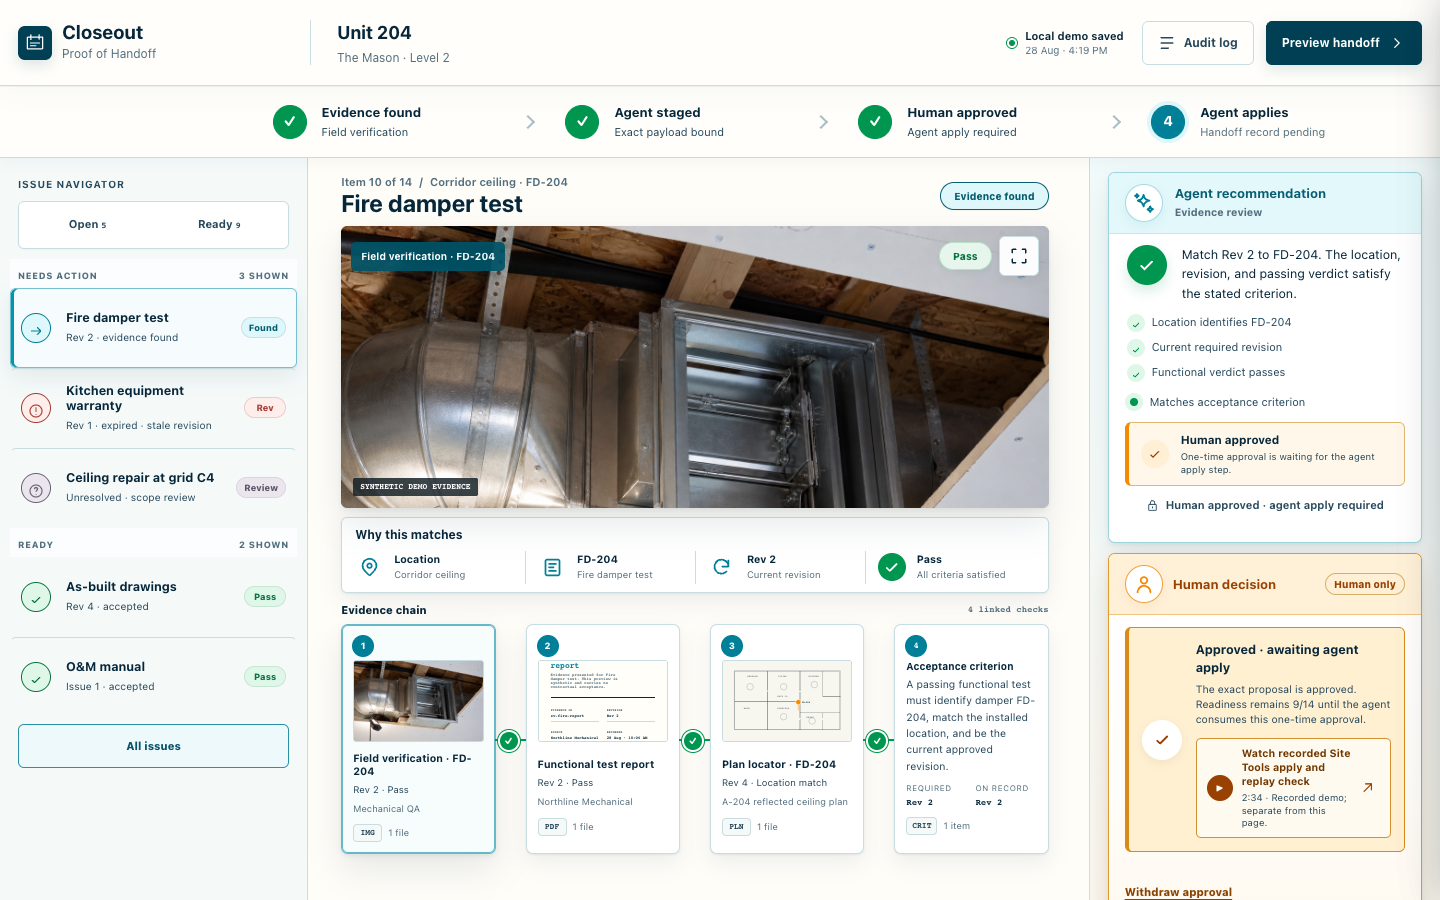 Closeout
Proof of Handoff
Unit 204
The Mason · Level 2
Local demo saved
28 Aug · 4:19 PM
Audit log
Preview handoff
Evidence found
Field verification
Agent staged
Exact payload bound
Human approved
Agent apply required
4
Agent applies
Handoff record pending
ISSUE NAVIGATOR
Open 5
Ready 9
NEEDS ACTION
3 SHOWN
Fire damper test
Rev 2 · evidence found
Found
Kitchen equipment
warranty
Rev 1 · expired · stale revision
Rev
Ceiling repair at grid C4
Unresolved · scope review
Review
READY
2 SHOWN
As-built drawings
Rev 4 · accepted
Pass
O&M manual
Issue 1 · accepted
Pass
All issues
Item 10 of 14 / Corridor ceiling · FD-204
Fire damper test
Evidence found
Field verification · FD-204
Pass
SYNTHETIC DEMO EVIDENCE
Why this matches
Location
Corridor ceiling
FD-204
Fire damper test
Rev 2
Current revision
Pass
All criteria satisfied
Evidence chain
4 linked checks
1
Field verification · FD-
204
Rev 2 · Pass
Mechanical QA
IMG
1 file
2
report
Rev 2
Northline Mechanical
Functional test report
Rev 2 · Pass
Northline Mechanical
PDF
1 file
3
Plan locator · FD-204
Rev 4 · Location match
A-204 reflected ceiling plan
PLN
1 file
4
Acceptance criterion
A passing functional test
must identify damper FD-
204, match the installed
location, and be the
current approved
revision.
REQUIRED
ON RECORD
Rev 2
Rev 2
CRIT
1 item
Agent recommendation
Evidence review
Match Rev 2 to FD-204. The location,
revision, and passing verdict satisfy
the stated criterion.
Location identifies FD-204
Current required revision
Functional verdict passes
Matches acceptance criterion
Human approved
One-time approval is waiting for the agent
apply step.
Human approved · agent apply required
Human decision
Human only
Approved · awaiting agent
apply
The exact proposal is approved.
Readiness remains 9/14 until the agent
consumes this one-time approval.
Watch recorded Site
Tools apply and
replay check
2:34 · Recorded demo;
separate from this
page.
Withdraw approval